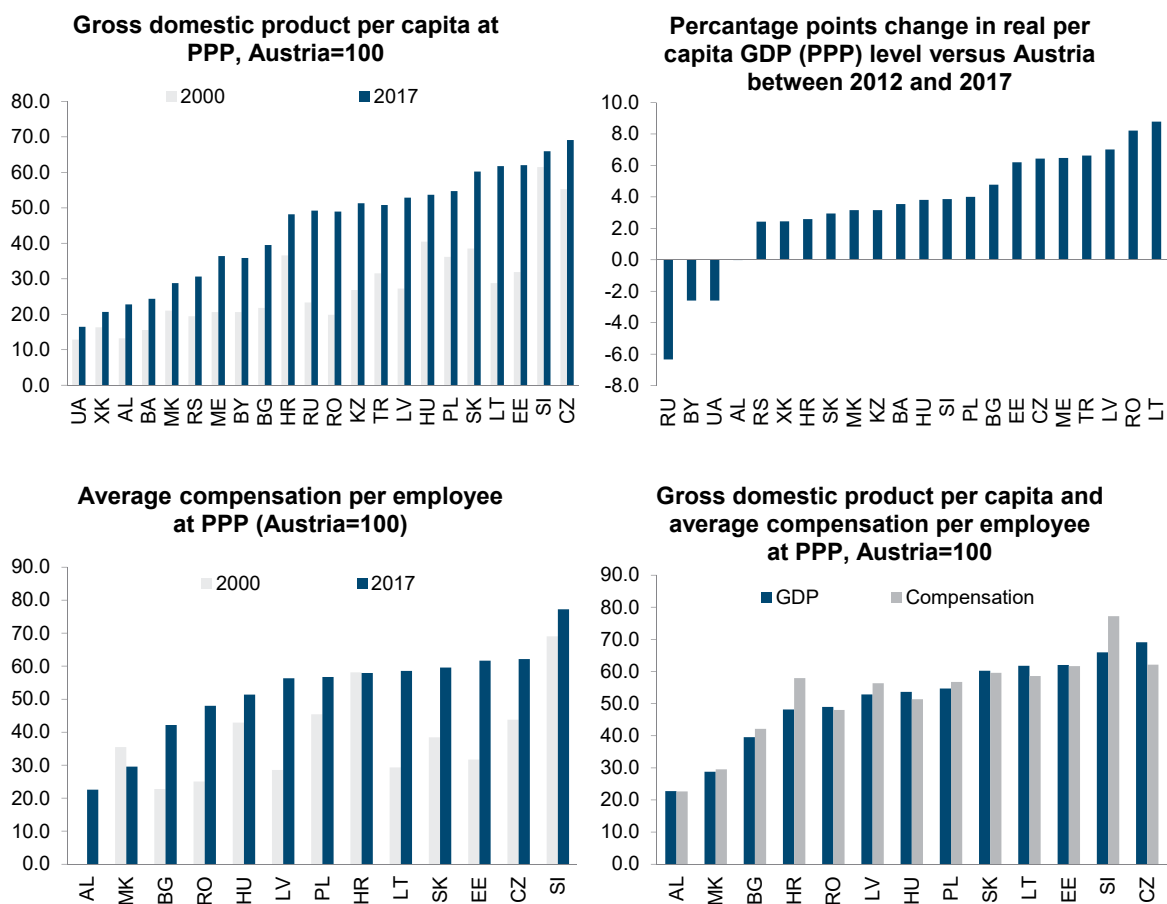 Gross domestic product per capita at
PPP, Austria=100
2000 2017
80.0
70.0
60.0
50.0
40.0
30.0
20.0
10.0
0.0
UA XK AL BA MK RS ME BY BG HR RU RO KZ TR LV HU PL SK LT EE SI CZ
Percentage points change in real per
capita GDP (PPP) level versus Austria
between 2012 and 2017
10.0
8.0
6.0
4.0
2.0
0.0
-2.0
-4.0
-6.0
-8.0
RU BY UA AL RS XK HR SK MK KZ BA HU SI PL BG EE CZ ME TR LV RO LT
Average compensation per employee
at PPP (Austria=100)
2000 2017
90.0
80.0
70.0
60.0
50.0
40.0
30.0
20.0
10.0
0.0
AL MK BG RO HU LV PL HR LT SK EE CZ SI
Gross domestic product per capita and
average compensation per employee
at PPP, Austria=100
GDP Compensation
90.0
80.0
70.0
60.0
50.0
40.0
30.0
20.0
10.0
0.0
AL MK BG HR RO LV HU PL SK LT EE SI CZ